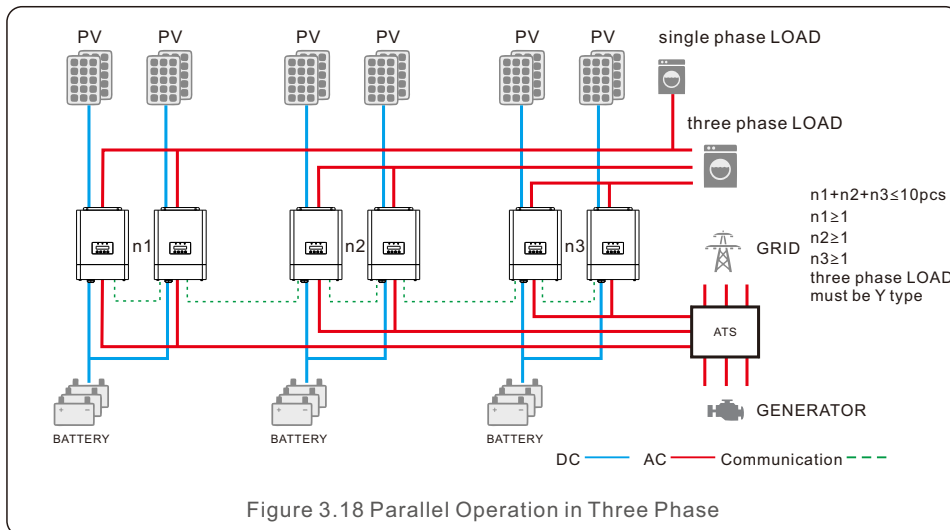 PV PV PV PV PV PV single phase LOAD
three phase LOAD
n1 n2 n3
n1+n2+n3≤10pcs
n1≥1
n2≥1
n3≥1
three phase LOAD
must be Y type
GRID
ATS
GENERATOR
+ − + − + −
BATTERY BATTERY BATTERY
DC AC Communication
Figure 3.18 Parallel Operation in Three Phase